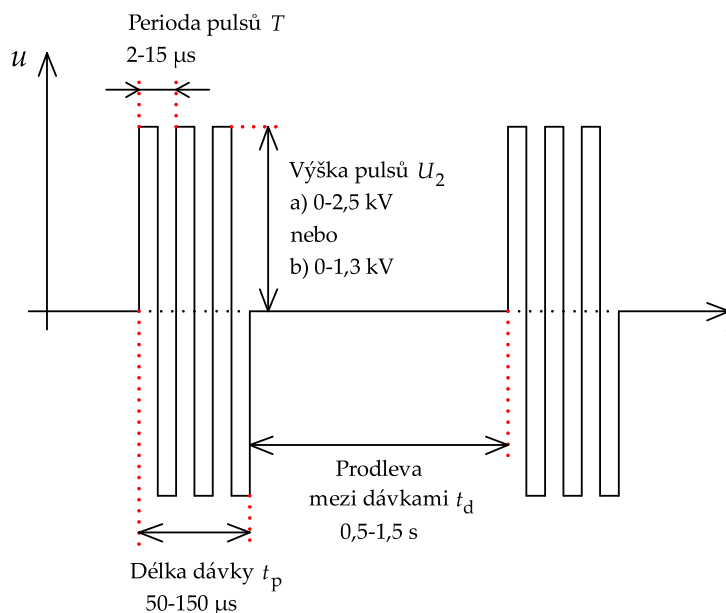 Perioda pulsů T
2-15 µs
u
Výška pulsů U2
a) 0-2,5 kV
nebo
b) 0-1,3 kV
Prodleva
mezi dávkami td
0,5-1,5 s
Délka dávky tp
50-150 µs